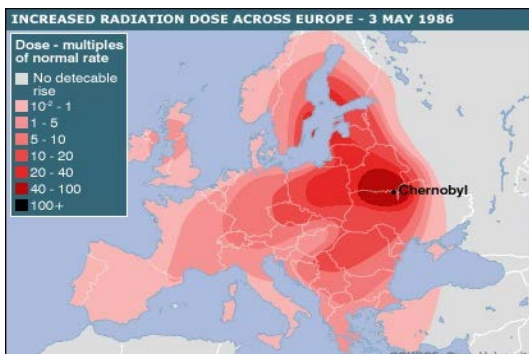 INCREASED RADIATION DOSE ACROSS EUROPE - 3 MAY 1986
Dose - multiples
of normal rate
No detecable
rise
10⁻² - 1
1 - 5
5 - 10
10 - 20
20 - 40
40 - 100
100+
Chernobyl